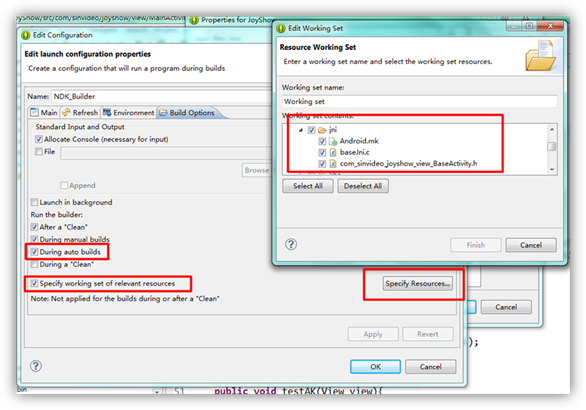 oyShow/src/com/sinvideo/joyshow/view/MainActiv
Properties for JoyShow
Edit Configuration
Edit launch configuration properties
Create a configuration that will run a program during builds
Name: NDK_Builder
Main Refresh Environment Build Options
Standard Input and Output
Allocate Console (necessary for input)
File
Browse
Append
Launch in background
Run the builder:
After a "Clean"
During manual builds
During auto builds
During a "Clean"
Specify working set of relevant resources
Specify Resources...
Note: Not applied for the builds during or after a "Clean"
Apply Revert
OK Cancel
Edit Working Set
Resource Working Set
Enter a working set name and select the working set resources.
Working set name:
Working set
Working set contents:
jni
Android.mk
baseJni.c
com_sinvideo_joyshow_view_BaseActivity.h
Select All Deselect All
Finish Cancel
Cancel
);
bin
51 public void testAK(View view){